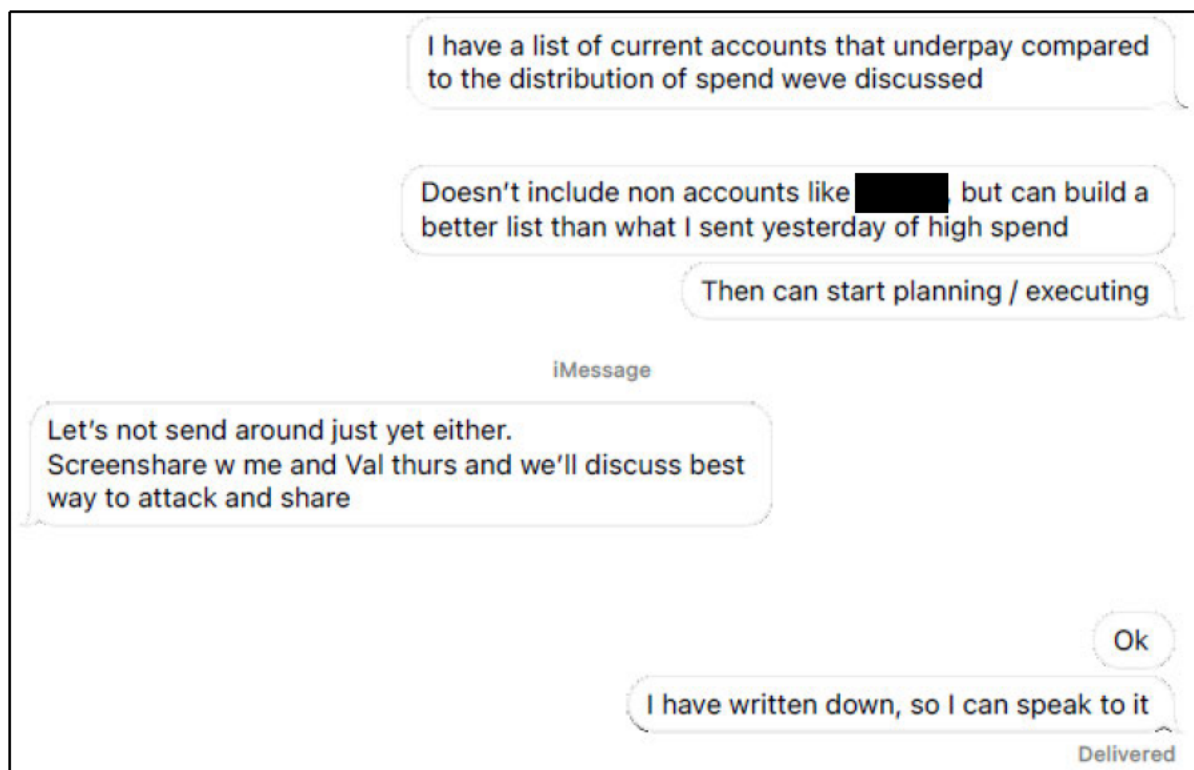 I have a list of current accounts that underpay compared
to the distribution of spend weve discussed
Doesn't include non accounts like , but can build a
better list than what I sent yesterday of high spend
Then can start planning / executing
iMessage
Let's not send around just yet either.
Screenshare w me and Val thurs and we'll discuss best
way to attack and share
Ok
I have written down, so I can speak to it
Delivered